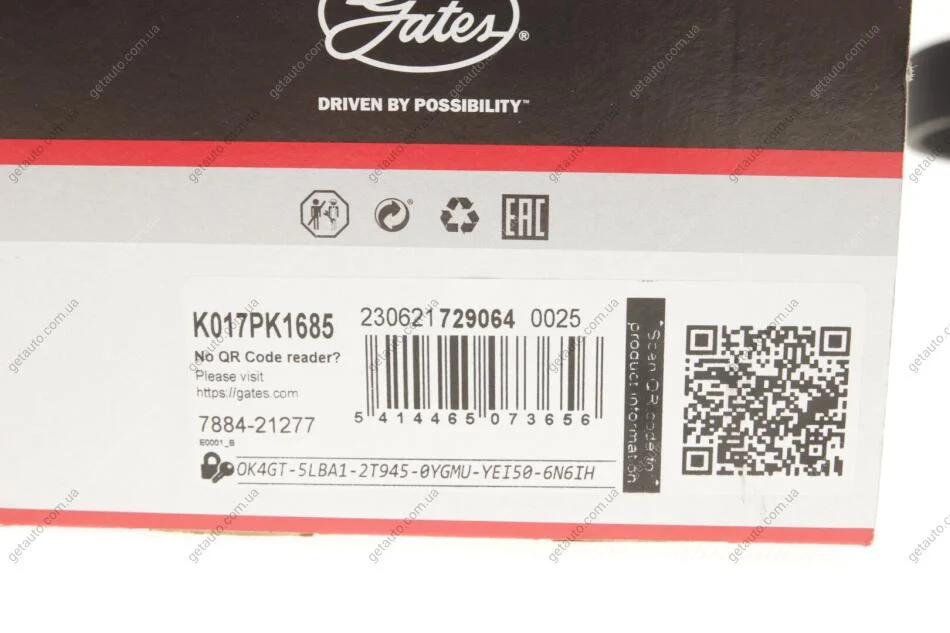 Gates®
DRIVEN BY POSSIBILITY™
EAC
K017PK1685
230621729064 0025
No QR Code reader?
Please visit
https://gates.com
5 414465 073656
7884-21277
E0001_B
OK4GT-5LBA1-2T945-0YGMU-YEI50-6N6IH
"Scan QR code for
product information"
getauto.com.ua